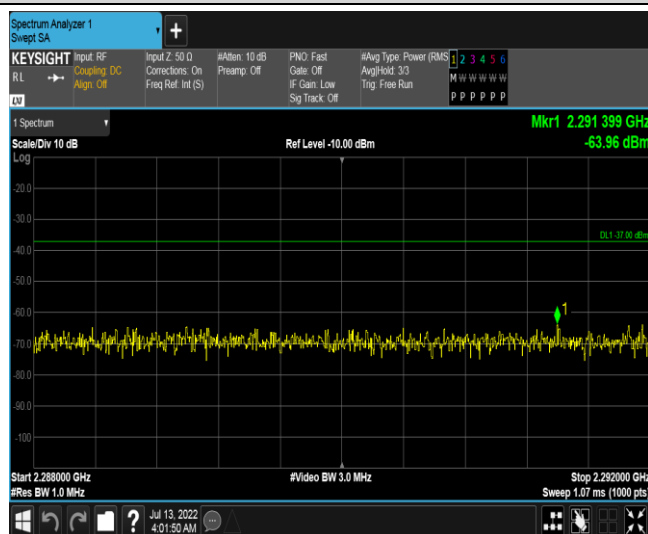 Spectrum Analyzer 1
Swept SA
+
KEYSIGHT
RL
LXI
Input: RF
Coupling: DC
Align: Off
Input Z: 50 Ω
Corrections: On
Freq Ref: Int (S)
#Atten: 10 dB
Preamp: Off
PNO: Fast
Gate: Off
IF Gain: Low
Sig Track: Off
#Avg Type: Power (RMS
Avg|Hold: 3/3
Trig: Free Run
1 2 3 4 5 6
M W W W W W
P P P P P P
1 Spectrum
Mkr1 2.291 399 GHz
Scale/Div 10 dB
Ref Level -10.00 dBm
-63.96 dBm
Log
-20.0
-30.0
DL1 -37.00 dBm
-40.0
-50.0
-60.0
1
-70.0
-80.0
-90.0
-100
Start 2.288000 GHz
#Video BW 3.0 MHz
Stop 2.292000 GHz
#Res BW 1.0 MHz
Sweep 1.07 ms (1000 pts)
?
Jul 13, 2022
4:01:50 AM